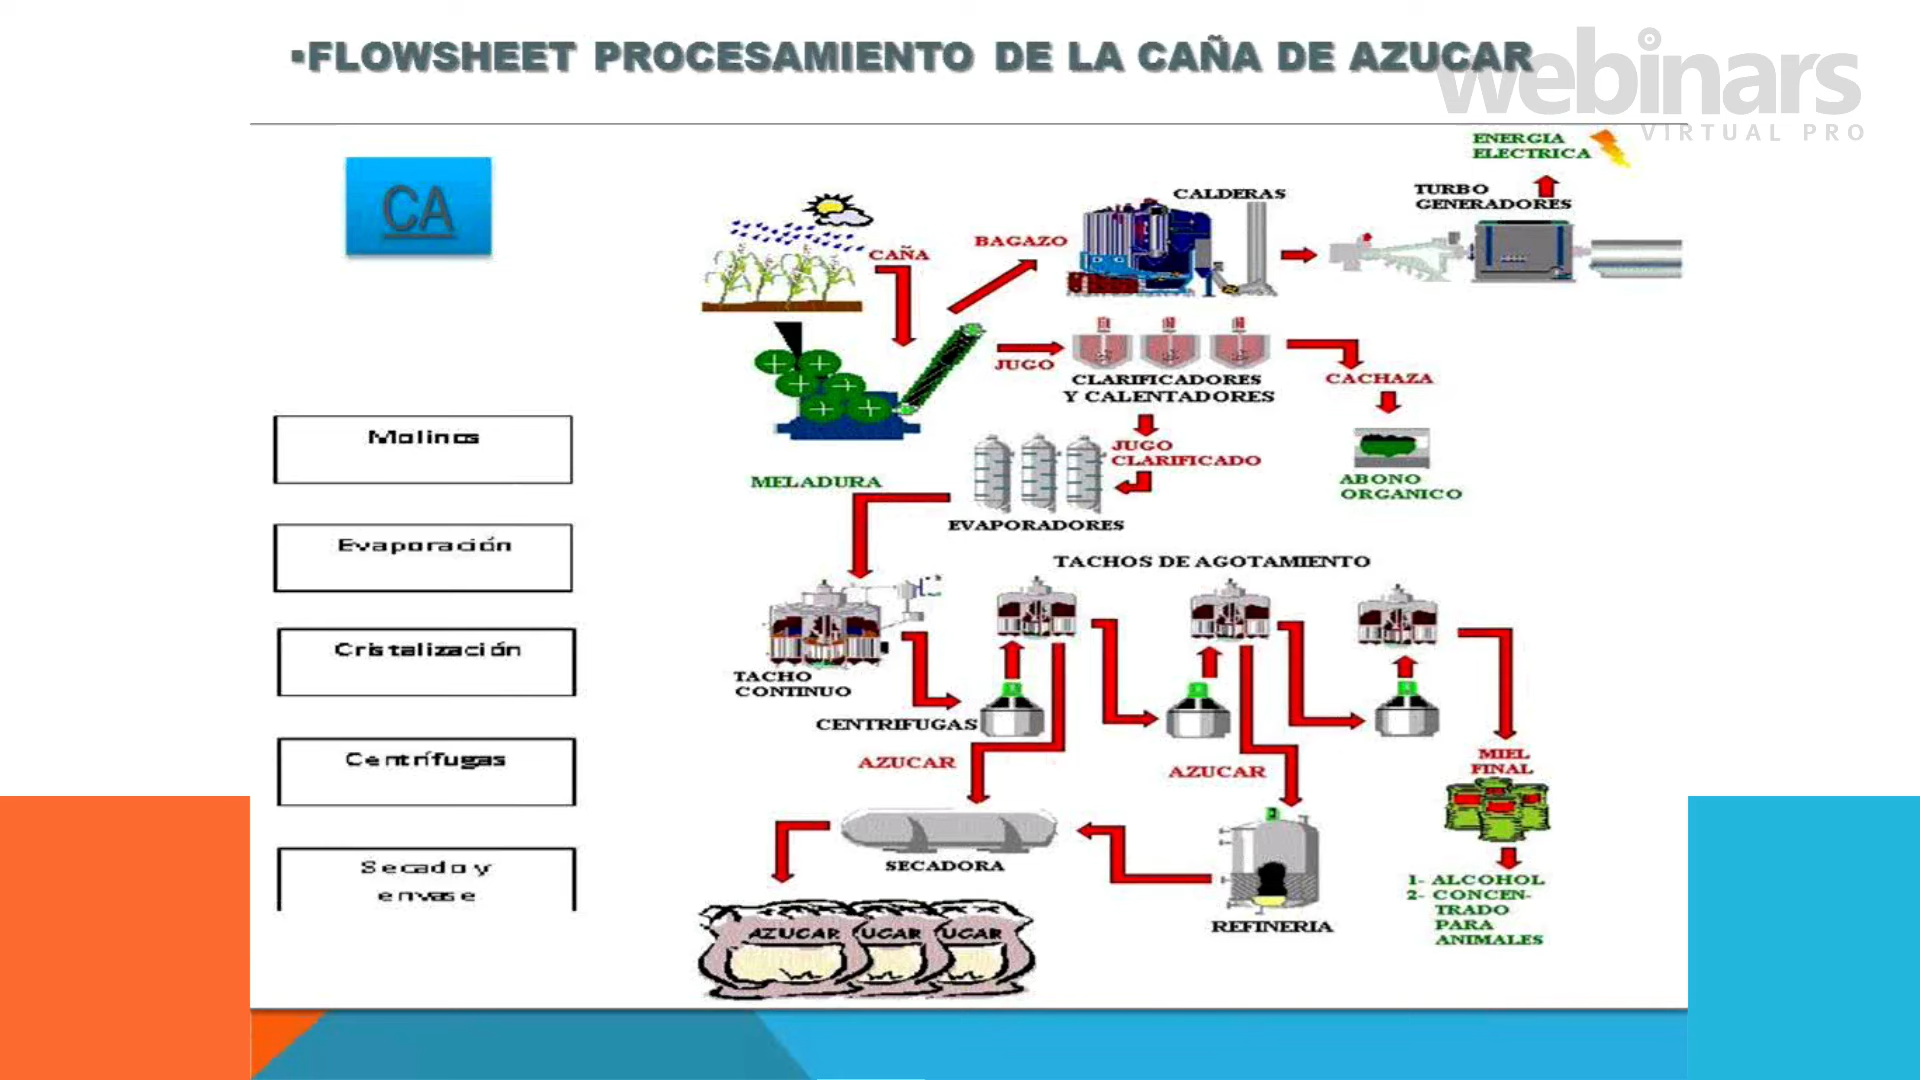 ▪FLOWSHEET PROCESAMIENTO DE LA CAÑA DE AZUCAR
webinars
VIRTUAL PRO
CA
Molinos
Evaporación
Cristalización
Centrífugas
Secado y
envase
ENERGIA
ELECTRICA
CALDERAS
TURBO
GENERADORES
CAÑA
BAGAZO
JUGO
CLARIFICADORES
Y CALENTADORES
CACHAZA
JUGO
CLARIFICADO
ABONO
ORGANICO
MELADURA
EVAPORADORES
TACHOS DE AGOTAMIENTO
TACHO
CONTINUO
CENTRIFUGAS
AZUCAR
AZUCAR
MIEL
FINAL
SECADORA
REFINERIA
1- ALCOHOL
2- CONCEN-
TRADO
PARA
ANIMALES
AZUCAR UGAR UGAR